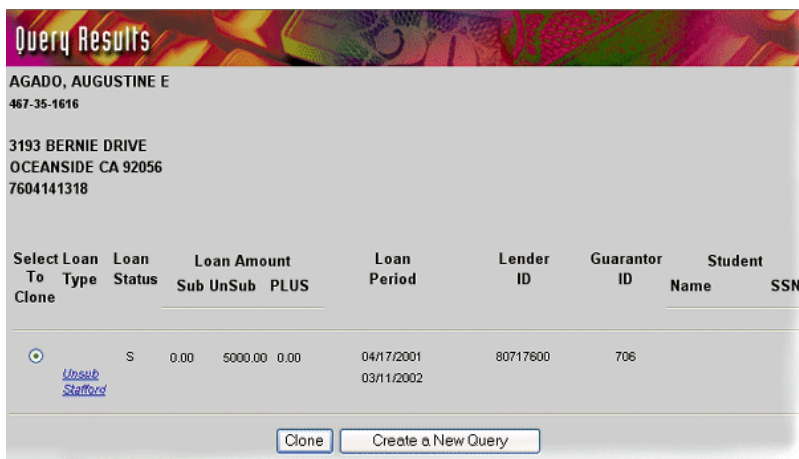 Query Results
AGADO, AUGUSTINE E
467-35-1616
3193 BERNIE DRIVE
OCEANSIDE CA 92056
7604141318
Select To Clone Loan Type Loan Status Loan Amount Loan Period Lender ID Guarantor ID Student
Sub UnSub PLUS Name SSN
Unsub Stafford S 0.00 5000.00 0.00 04/17/2001 03/11/2002 80717600 706
Clone Create a New Query